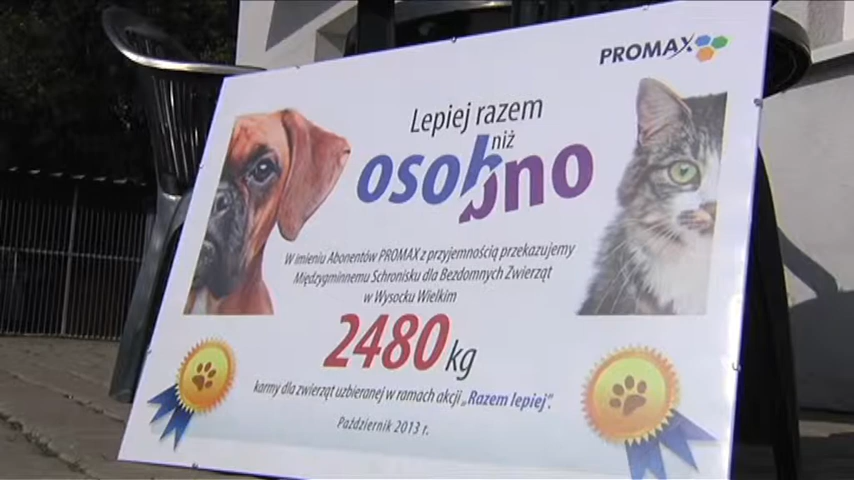 PROMAX
Lepiej razem
niż
osobno
W imieniu Abonentów PROMAX z przyjemnością przekazujemy
Międzygminnemu Schronisku dla Bezdomnych Zwierząt
w Wysocku Wielkim
2480 kg
karmy dla zwierząt uzbieranej w ramach akcji „Razem lepiej”.
Październik 2013 r.